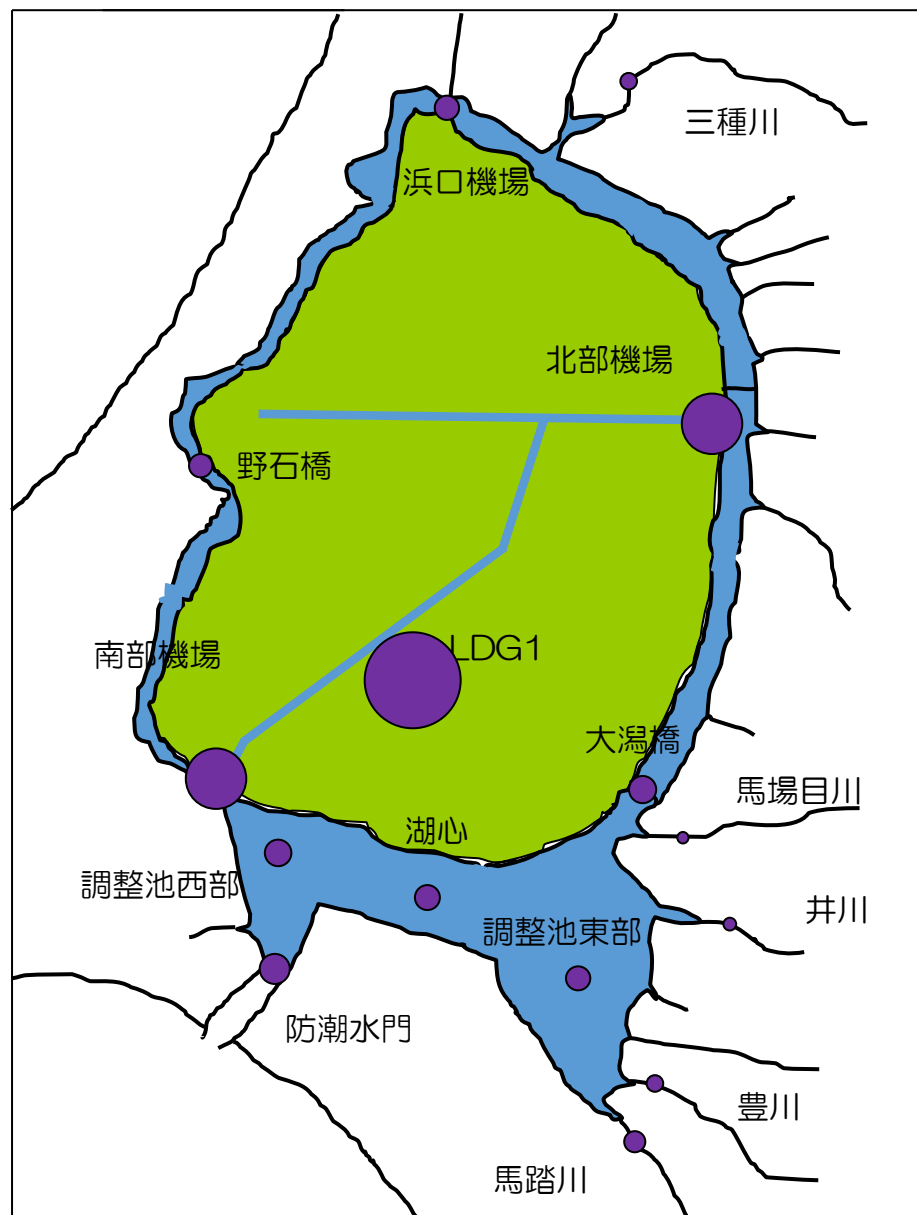 三種川
浜口機場
北部機場
野石橋
南部機場
LDG1
大潟橋
馬場目川
湖心
調整池西部
井川
調整池東部
防潮水門
豊川
馬踏川